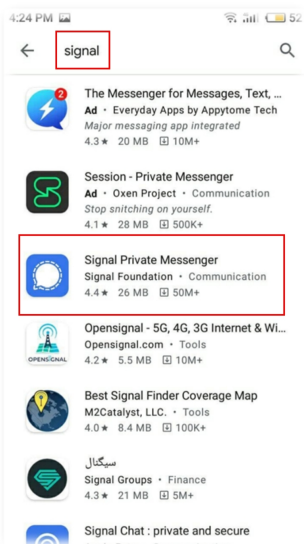 4:24 PM 52
signal
The Messenger for Messages, Text, ...
Ad • Everyday Apps by Appytome Tech
Major messaging app integrated
4.3★ 20 MB 10M+
2
Session - Private Messenger
Ad • Oxen Project • Communication
Stop snitching on yourself.
4.1★ 28 MB 500K+
Signal Private Messenger
Signal Foundation • Communication
4.4★ 26 MB 50M+
Opensignal - 5G, 4G, 3G Internet & Wi...
Opensignal.com • Tools
4.2★ 5.5 MB 10M+
OPENSIGNAL
Best Signal Finder Coverage Map
M2Catalyst, LLC. • Tools
4.0★ 8.4 MB 100K+
سیگنال
Signal Groups • Finance
4.3★ 21 MB 5M+
Signal Chat : private and secure